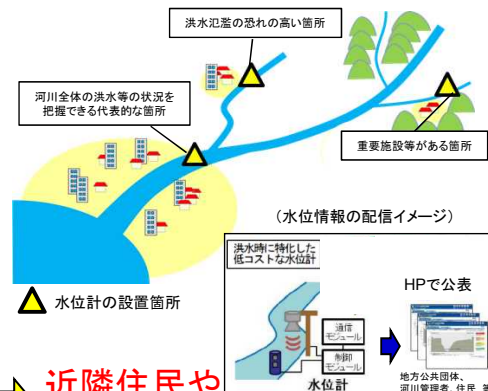 洪水氾濫の恐れの高い箇所
河川全体の洪水等の状況を
把握できる代表的な箇所
重要施設等がある箇所
(水位情報の配信イメージ)
水位計の設置箇所
洪水時に特化した
低コストな水位計
通信
モジュール
制御
モジュール
水位計
HPで公表
地方公共団体、
河川管理者、住民
近隣住民や